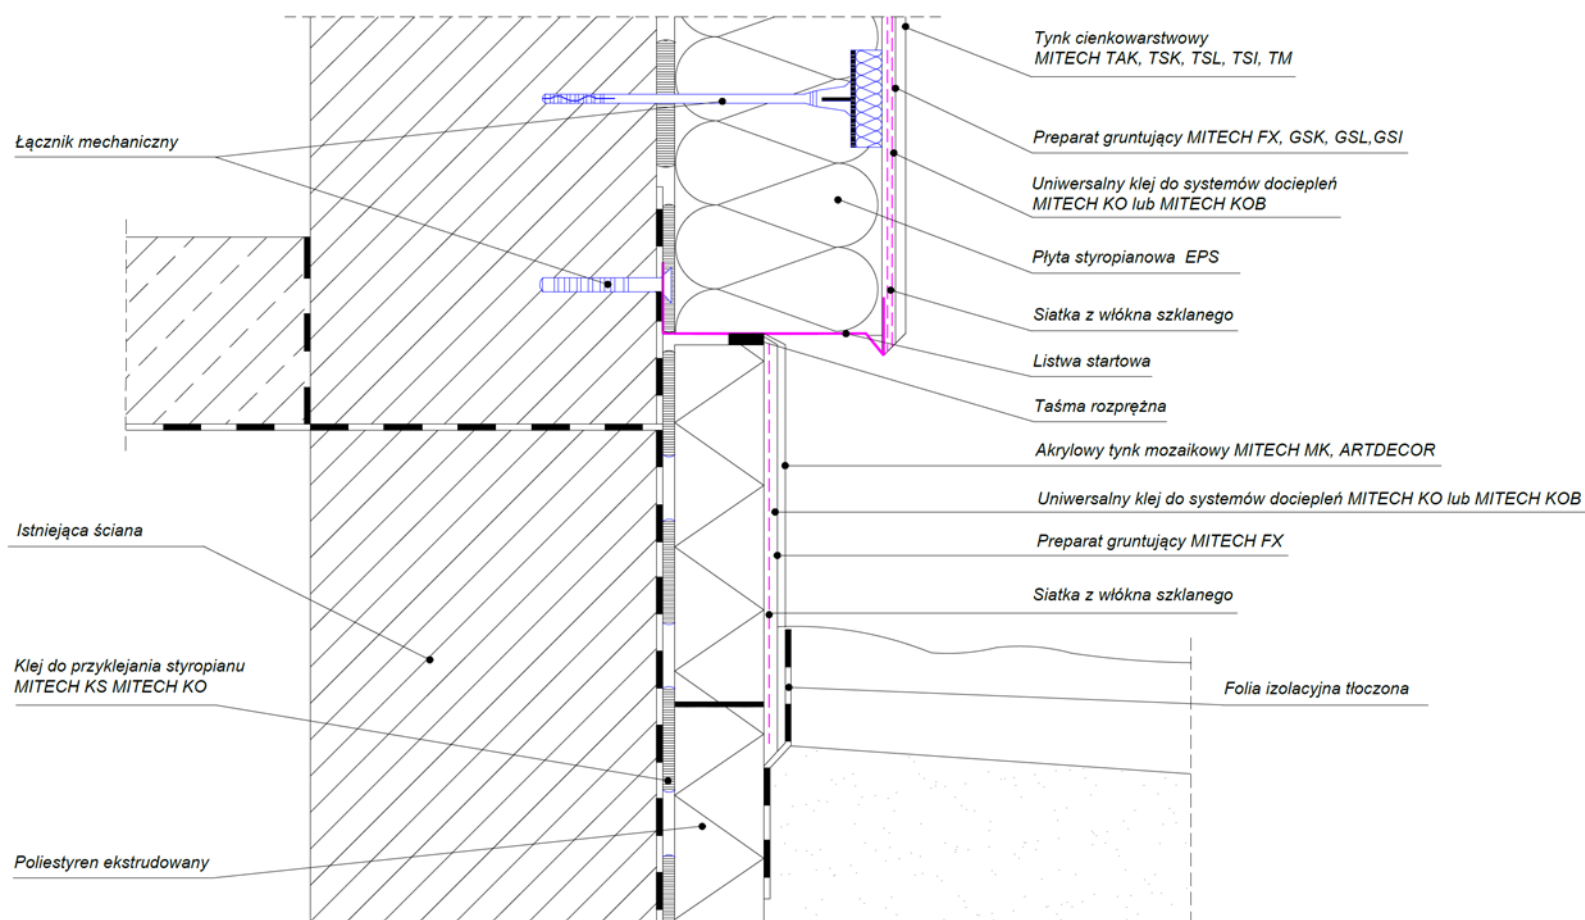 Łącznik mechaniczny
Istniejąca ściana
Klej do przyklejania styropianu
MITECH KS MITECH KO
Poliestyren ekstrudowany
Tynk cienkowarstwowy
MITECH TAK, TSK, TSL, TSI, TM
Preparat gruntujący MITECH FX, GSK, GSL,GSI
Uniwersalny klej do systemów dociepleń
MITECH KO lub MITECH KOB
Płyta styropianowa EPS
Siatka z włókna szklanego
Listwa startowa
Taśma rozprężna
Akrylowy tynk mozaikowy MITECH MK, ARTDECOR
Uniwersalny klej do systemów dociepleń MITECH KO lub MITECH KOB
Preparat gruntujący MITECH FX
Siatka z włókna szklanego
Folia izolacyjna tłoczona